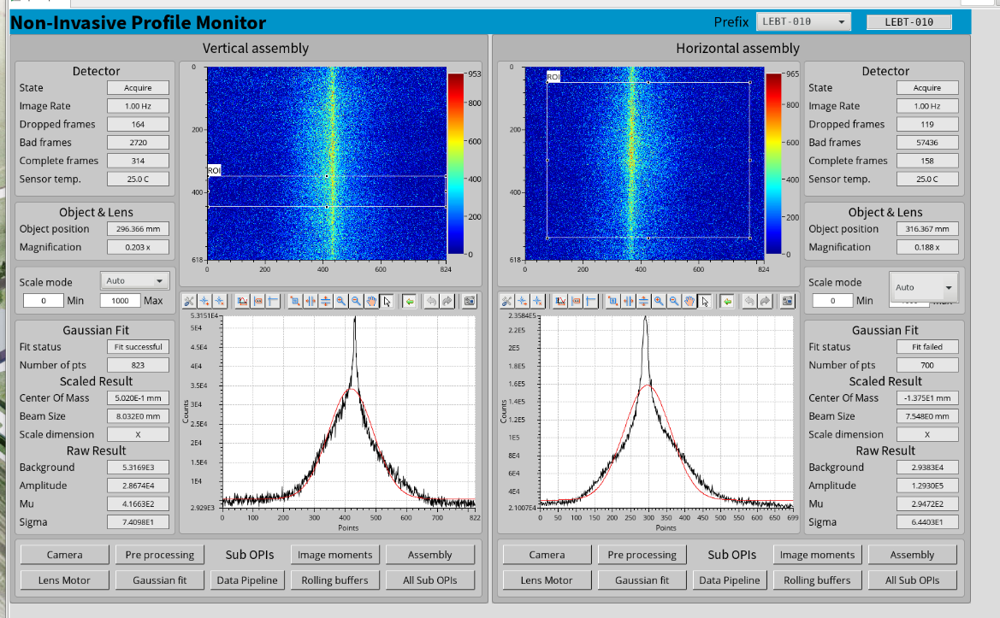 Non-Invasive Profile Monitor
Prefix LEBT-010 LEBT-010
Vertical assembly
Detector
State Acquire
Image Rate 1.00 Hz
Dropped frames 164
Bad frames 2720
Complete frames 314
Sensor temp. 25.0 C
Object & Lens
Object position 296.366 mm
Magnification 0.203 x
Scale mode Auto
0 Min 1000 Max
Gaussian Fit
Fit status Fit successful
Number of pts 823
Scaled Result
Center Of Mass 5.020E-1 mm
Beam Size 8.032E0 mm
Scale dimension X
Raw Result
Background 5.3169E3
Amplitude 2.8674E4
Mu 4.1663E2
Sigma 7.4098E1
0
200
400
618
ROI
0 200 400 600 824
953
800
600
400
200
0
5.3151E4
5E4
4.5E4
4E4
3.5E4
3E4
2.5E4
2E4
1.5E4
1E4
2.929E3
Counts
0 100 200 300 400 500 600 700 822
Points
Camera Pre processing Sub OPIs Image moments Assembly
Lens Motor Gaussian fit Data Pipeline Rolling buffers All Sub OPIs
Horizontal assembly
0
200
400
618
ROI
0 200 400 600 824
965
800
600
400
200
0
2.3584E5
2.2E5
2E5
1.8E5
1.6E5
1.4E5
1.2E5
1E5
8E4
6E4
4E4
2.1007E4
Counts
0 50 100 150 200 250 300 350 400 450 500 550 600 699
Points
Detector
State Acquire
Image Rate 1.00 Hz
Dropped frames 119
Bad frames 57436
Complete frames 158
Sensor temp. 25.0 C
Object & Lens
Object position 316.367 mm
Magnification 0.188 x
Scale mode Auto
0 Min
Gaussian Fit
Fit status Fit failed
Number of pts 700
Scaled Result
Center Of Mass -1.375E1 mm
Beam Size 7.548E0 mm
Scale dimension X
Raw Result
Background 2.9383E4
Amplitude 1.2930E5
Mu 2.9472E2
Sigma 6.4403E1
Camera Pre processing Sub OPIs Image moments Assembly
Lens Motor Gaussian fit Data Pipeline Rolling buffers All Sub OPIs